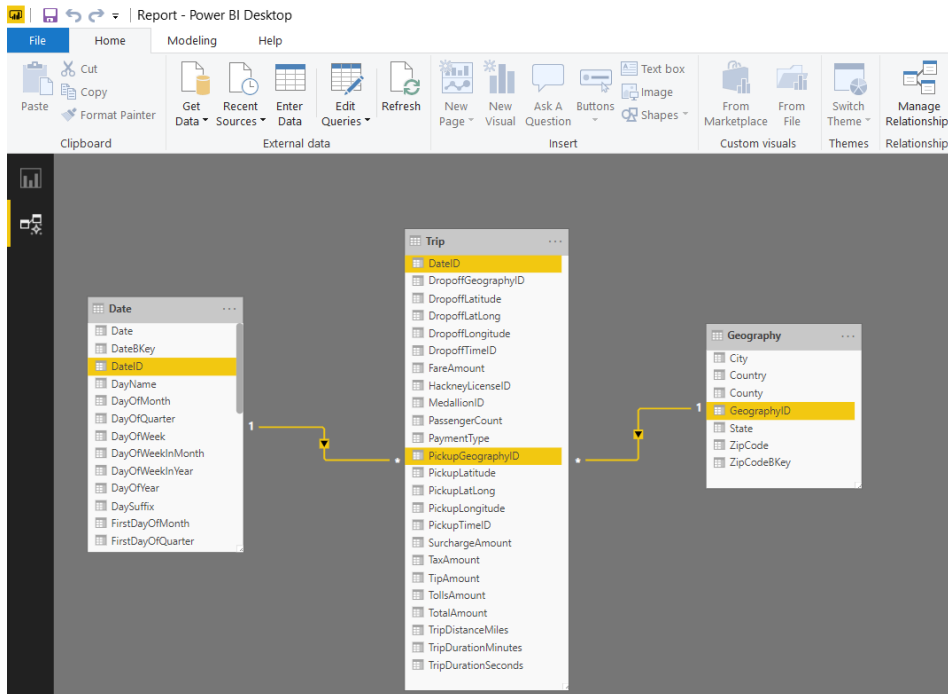 Report - Power BI Desktop
File Home Modeling Help
Paste
Cut
Copy
Format Painter
Clipboard
Get Data
Recent Sources
Enter Data
Edit Queries
Refresh
External data
New Page
New Visual
Ask A Question
Buttons
Text box
Image
Shapes
Insert
From Marketplace
From File
Custom visuals
Switch Theme
Themes
Manage Relationship
Relationship
Date
Date
DateBKey
DateID
DayName
DayOfMonth
DayOfQuarter
DayOfWeek
DayOfWeekInMonth
DayOfWeekInYear
DayOfYear
DaySuffix
FirstDayOfMonth
FirstDayOfQuarter
1
*
Trip
DateID
DropoffGeographyID
DropoffLatitude
DropoffLatLong
DropoffLongitude
DropoffTimeID
FareAmount
HackneyLicenseID
MedallionID
PassengerCount
PaymentType
PickupGeographyID
PickupLatitude
PickupLatLong
PickupLongitude
PickupTimeID
SurchargeAmount
TaxAmount
TipAmount
TollsAmount
TotalAmount
TripDistanceMiles
TripDurationMinutes
TripDurationSeconds
*
1
Geography
City
Country
County
GeographyID
State
ZipCode
ZipCodeBKey